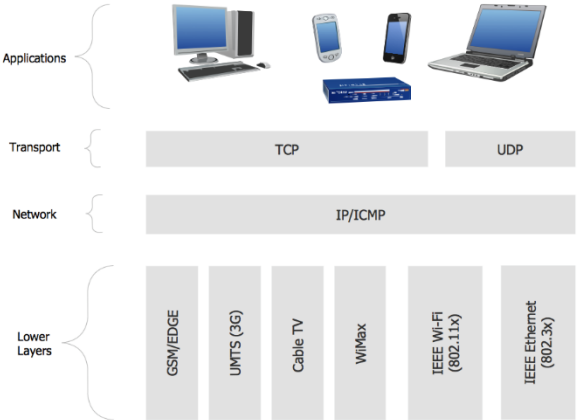 Applications
Transport
TCP
UDP
Network
IP/ICMP
Lower
Layers
GSM/EDGE
UMTS (3G)
Cable TV
WiMax
IEEE Wi-Fi
(802.11x)
IEEE Ethernet
(802.3x)